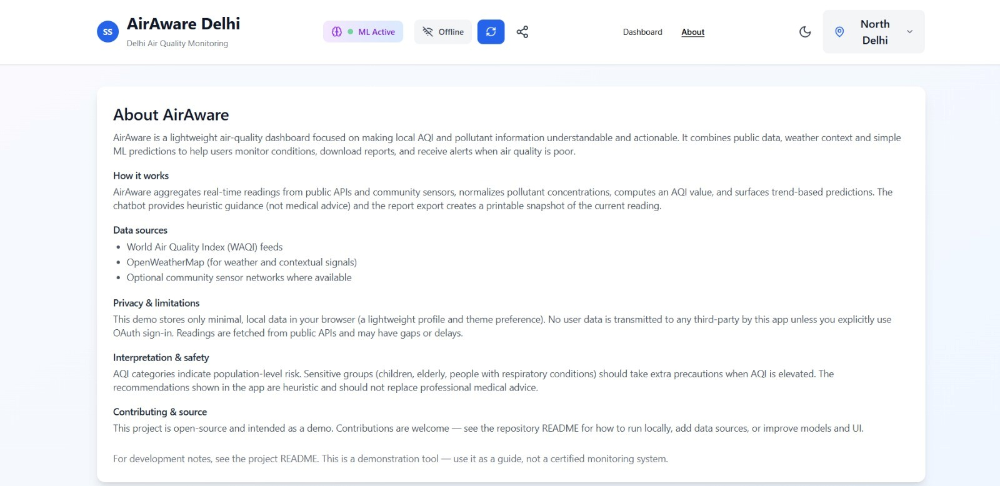 SS
AirAware Delhi
Delhi Air Quality Monitoring
ML Active
Offline
Dashboard
About
North
Delhi
About AirAware
AirAware is a lightweight air-quality dashboard focused on making local AQI and pollutant information understandable and actionable. It combines public data, weather context and simple
ML predictions to help users monitor conditions, download reports, and receive alerts when air quality is poor.
How it works
AirAware aggregates real-time readings from public APIs and community sensors, normalizes pollutant concentrations, computes an AQI value, and surfaces trend-based predictions. The
chatbot provides heuristic guidance (not medical advice) and the report export creates a printable snapshot of the current reading.
Data sources
• World Air Quality Index (WAQI) feeds
• OpenWeatherMap (for weather and contextual signals)
• Optional community sensor networks where available
Privacy & limitations
This demo stores only minimal, local data in your browser (a lightweight profile and theme preference). No user data is transmitted to any third-party by this app unless you explicitly use
OAuth sign-in. Readings are fetched from public APIs and may have gaps or delays.
Interpretation & safety
AQI categories indicate population-level risk. Sensitive groups (children, elderly, people with respiratory conditions) should take extra precautions when AQI is elevated. The
recommendations shown in the app are heuristic and should not replace professional medical advice.
Contributing & source
This project is open-source and intended as a demo. Contributions are welcome — see the repository README for how to run locally, add data sources, or improve models and UI.
For development notes, see the project README. This is a demonstration tool — use it as a guide, not a certified monitoring system.